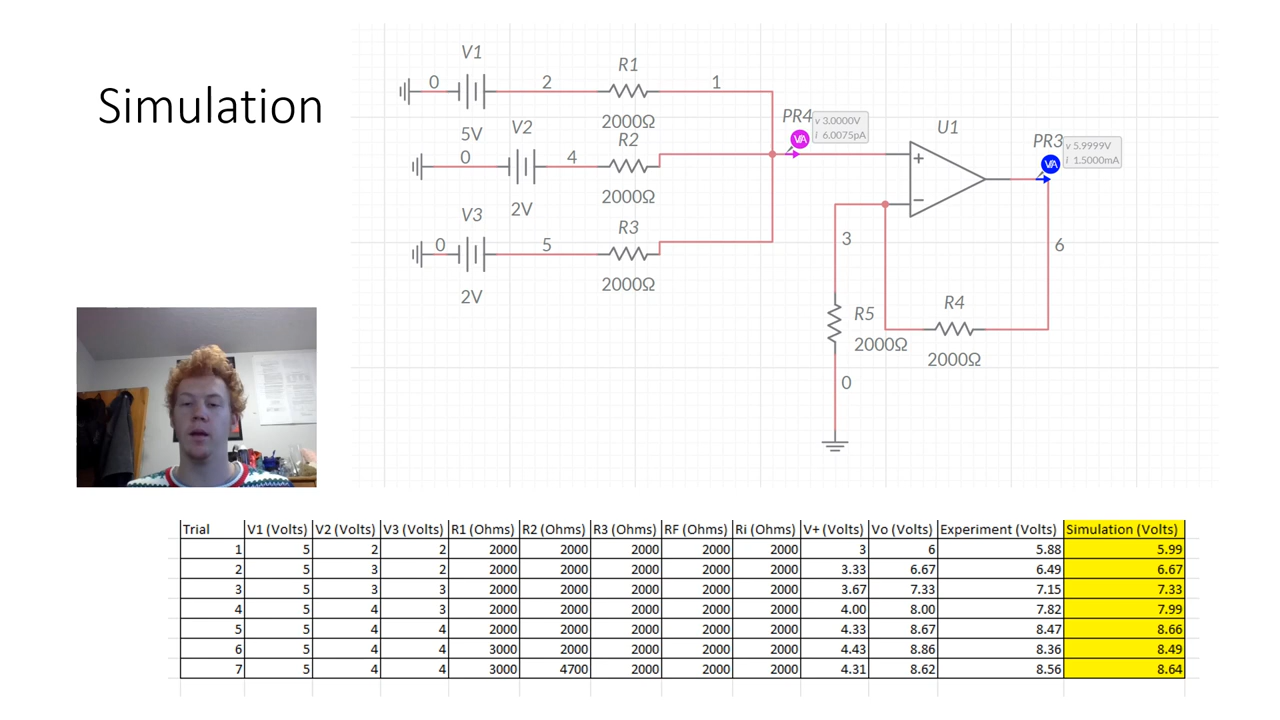 Simulation
V1
0
2
R1
1
2000Ω
5V
V2
R2
0
4
2000Ω
2V
V3
R3
0
5
2000Ω
2V
PR4
v 3.0000V
i 6.0075pA
U1
PR3
v 5.9999V
i 1.5000mA
VA
VA
+
−
3
6
R5
2000Ω
R4
2000Ω
0
Trial V1 (Volts) V2 (Volts) V3 (Volts) R1 (Ohms) R2 (Ohms) R3 (Ohms) RF (Ohms) Ri (Ohms) V+ (Volts) Vo (Volts) Experiment (Volts) Simulation (Volts)
1 5 2 2 2000 2000 2000 2000 2000 3 6 5.88 5.99
2 5 3 2 2000 2000 2000 2000 2000 3.33 6.67 6.49 6.67
3 5 3 3 2000 2000 2000 2000 2000 3.67 7.33 7.15 7.33
4 5 4 3 2000 2000 2000 2000 2000 4.00 8.00 7.82 7.99
5 5 4 4 2000 2000 2000 2000 2000 4.33 8.67 8.47 8.66
6 5 4 4 3000 2000 2000 2000 2000 4.43 8.86 8.36 8.49
7 5 4 4 3000 4700 2000 2000 2000 4.31 8.62 8.56 8.64